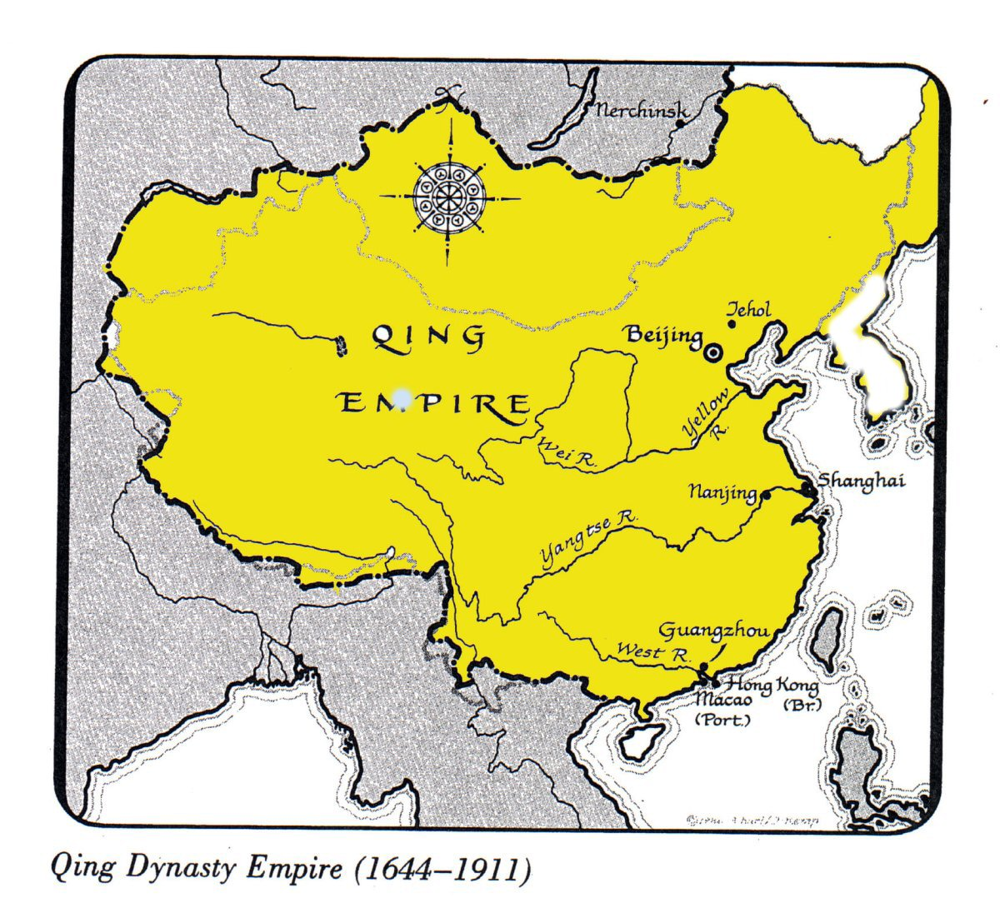 Nerchinsk
Jehol
Beijing
QING
EMPIRE
Yellow
R.
Wei R.
Shanghai
Nanjing
Yangtse R.
Guangzhou
West R.
Hong Kong
(Br.)
Macao
(Port.)
Qing Dynasty Empire (1644–1911)